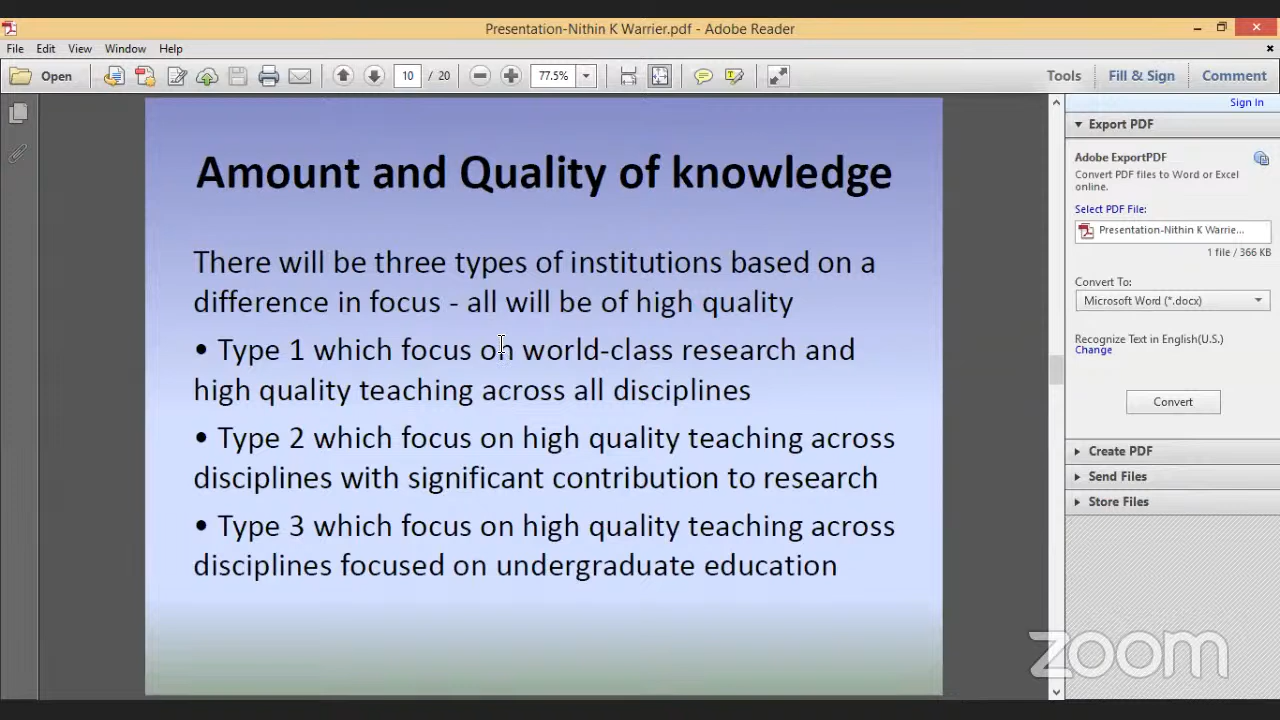 Presentation-Nithin K Warrier.pdf - Adobe Reader
File Edit View Window Help
Open 10 / 20 77.5% Tools Fill & Sign Comment
Sign In
Export PDF
Adobe ExportPDF
Convert PDF files to Word or Excel
online.
Select PDF File:
Presentation-Nithin K Warrie...
1 file / 366 KB
Convert To:
Microsoft Word (*.docx)
Recognize Text in English(U.S.)
Change
Convert
Create PDF
Send Files
Store Files
Amount and Quality of knowledge
There will be three types of institutions based on a
difference in focus - all will be of high quality
• Type 1 which focus on world-class research and
high quality teaching across all disciplines
• Type 2 which focus on high quality teaching across
disciplines with significant contribution to research
• Type 3 which focus on high quality teaching across
disciplines focused on undergraduate education
zoom